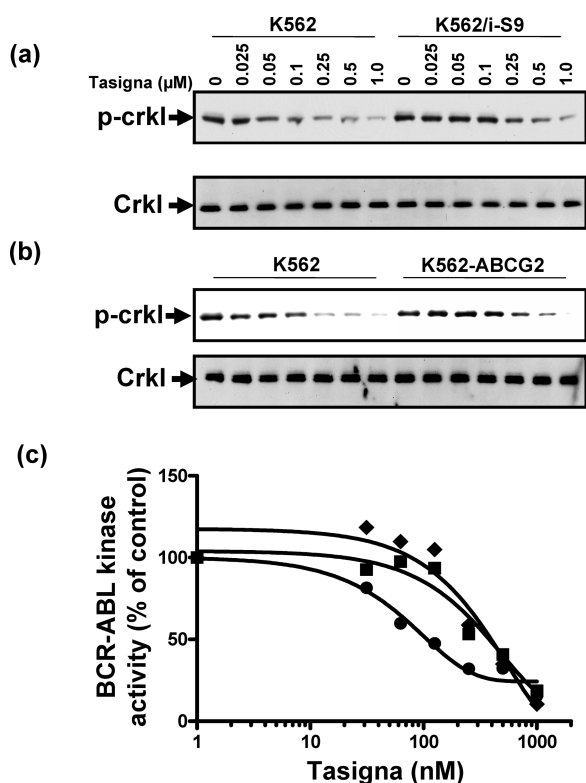 (a)
K562 K562/i-S9
Tasigna (µM) 0 0.025 0.05 0.1 0.25 0.5 1.0 0 0.025 0.05 0.1 0.25 0.5 1.0
p-crkl
Crkl
(b)
K562 K562-ABCG2
p-crkl
Crkl
(c)
BCR-ABL kinase
activity (% of control)
150
100
50
0
1 10 100 1000
Tasigna (nM)